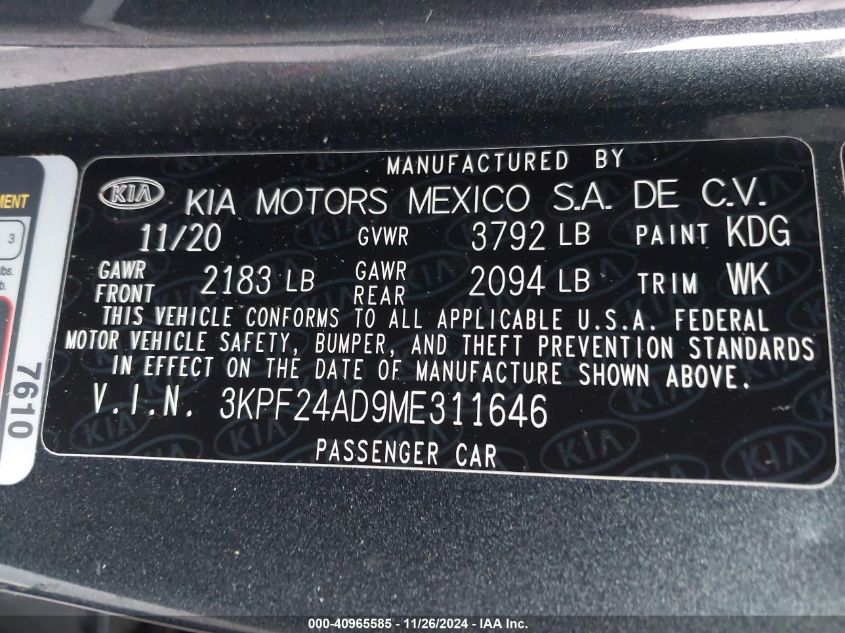 MANUFACTURED BY
KIA KIA MOTORS MEXICO S.A. DE C.V.
11/20 GVWR 3792 LB PAINT KDG
GAWR FRONT 2183 LB GAWR REAR 2094 LB TRIM WK
THIS VEHICLE CONFORMS TO ALL APPLICABLE U.S.A. FEDERAL
MOTOR VEHICLE SAFETY, BUMPER, AND THEFT PREVENTION STANDARDS
IN EFFECT ON THE DATE OF MANUFACTURE SHOWN ABOVE.
V.I.N. 3KPF24AD9ME311646
PASSENGER CAR
3
7610
000-40965585 - 11/26/2024 - IAAI.com